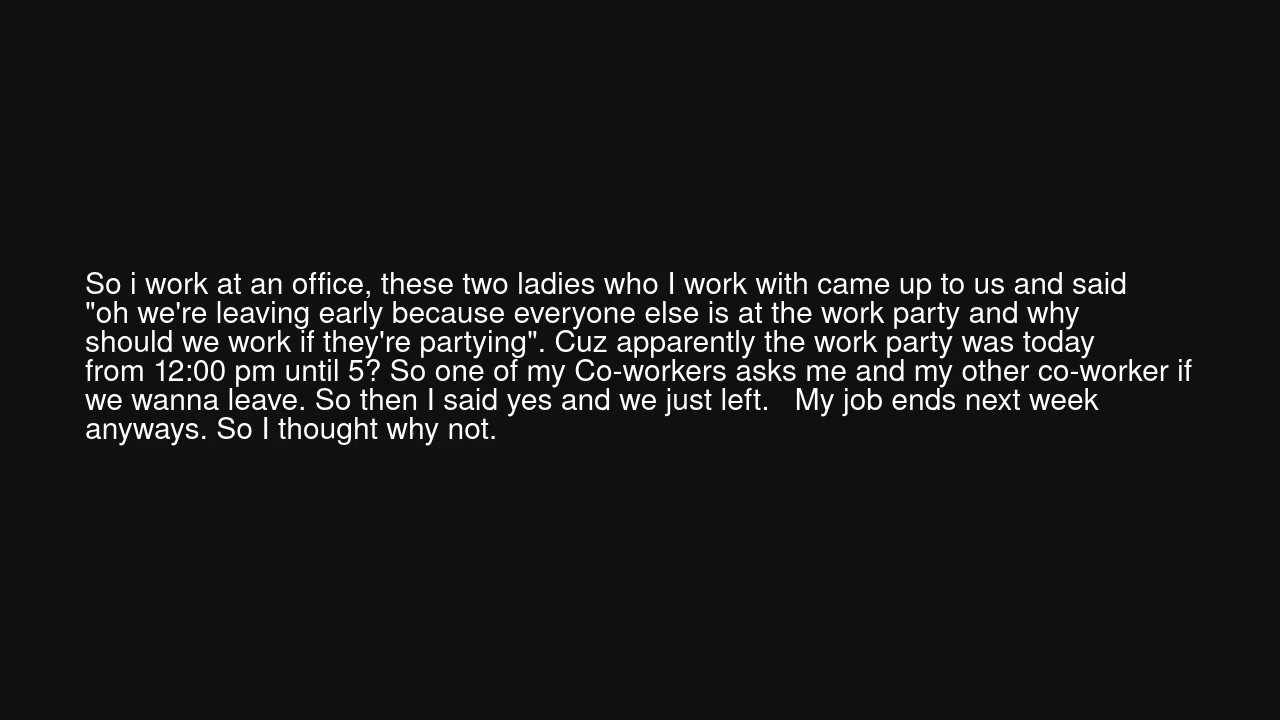 So i work at an office, these two ladies who I work with came up to us and said
"oh we're leaving early because everyone else is at the work party and why
should we work if they're partying". Cuz apparently the work party was today
from 12:00 pm until 5? So one of my Co-workers asks me and my other co-worker if
we wanna leave. So then I said yes and we just left.   My job ends next week
anyways. So I thought why not.